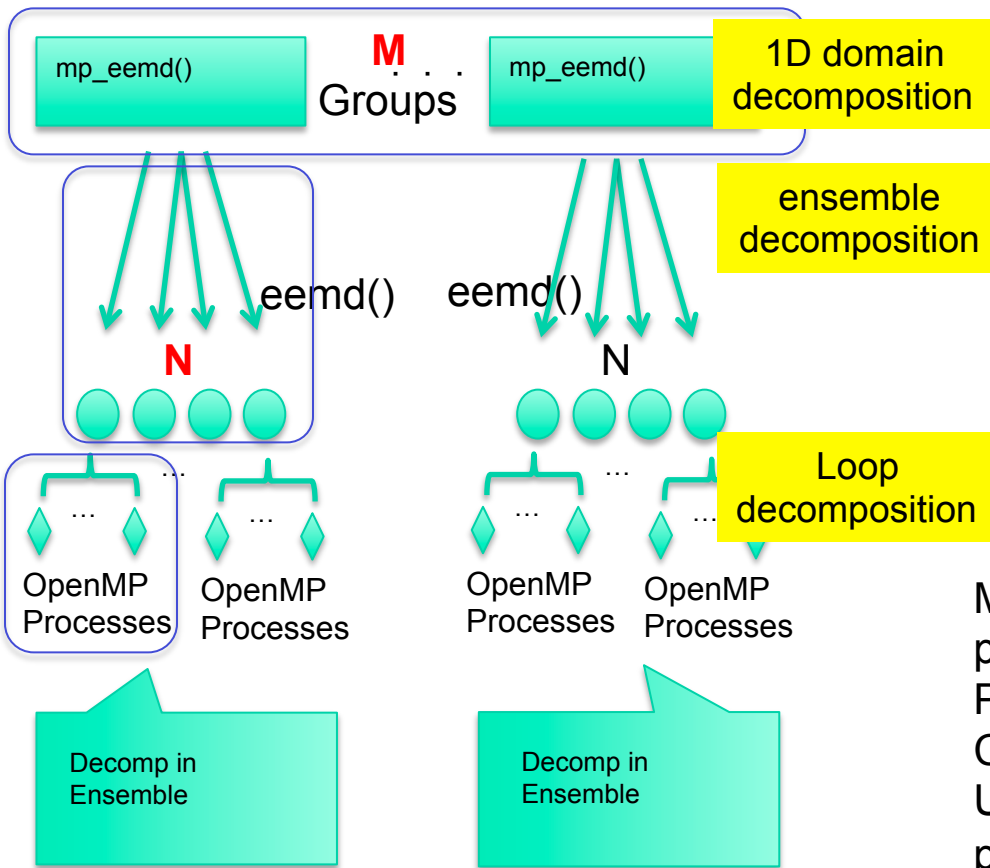 mp_eemd()
M
. . .
Groups
mp_eemd()
1D domain
decomposition
ensemble
decomposition
eemd()
eemd()
N
N
Loop
decomposition
...
...
...
...
...
...
OpenMP
Processes
OpenMP
Processes
OpenMP
Processes
OpenMP
Processes
Decomp in
Ensemble
Decomp in
Ensemble